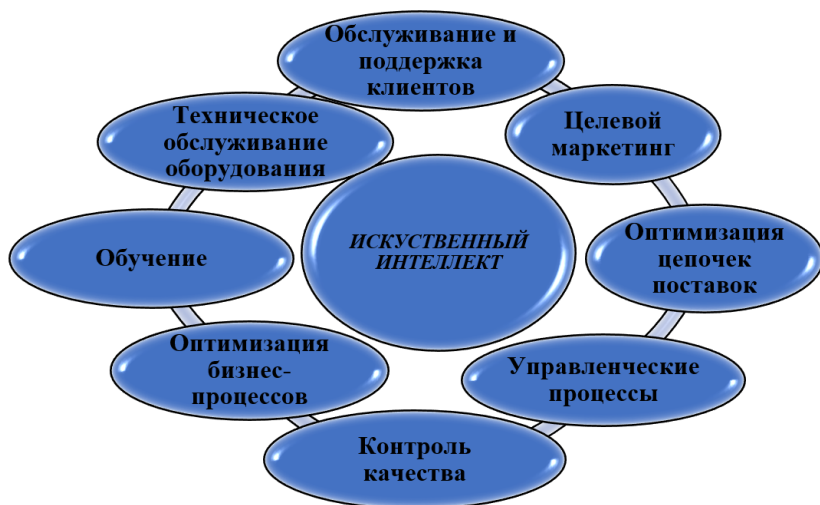 Обслуживание и
поддержка
клиентов
Целевой
маркетинг
Оптимизация
цепочек
поставок
Управленческие
процессы
Контроль
качества
Оптимизация
бизнес-
процессов
Обучение
Техническое
обслуживание
оборудования
ИСКУСТВЕННЫЙ
ИНТЕЛЛЕКТ